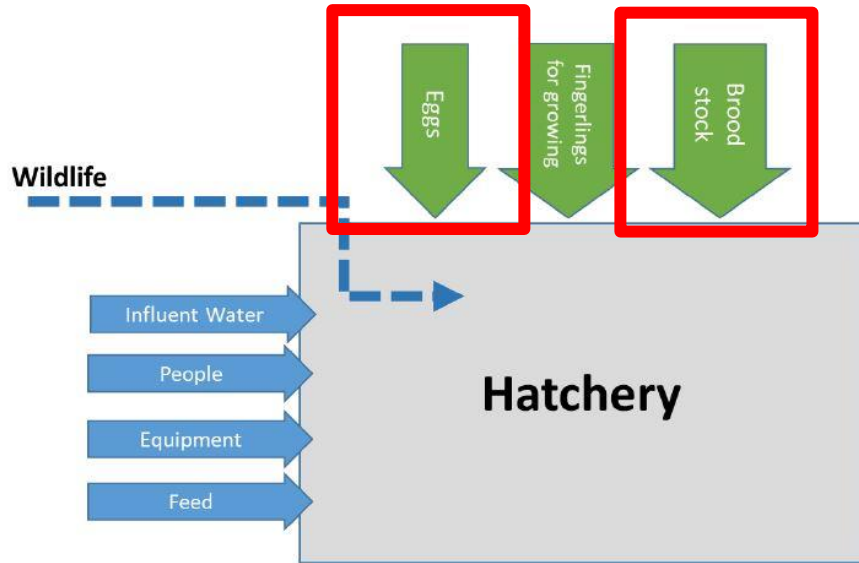 Eggs
Fingerlings
for growing
Brood
stock
Wildlife
Influent Water
People
Equipment
Feed
Hatchery